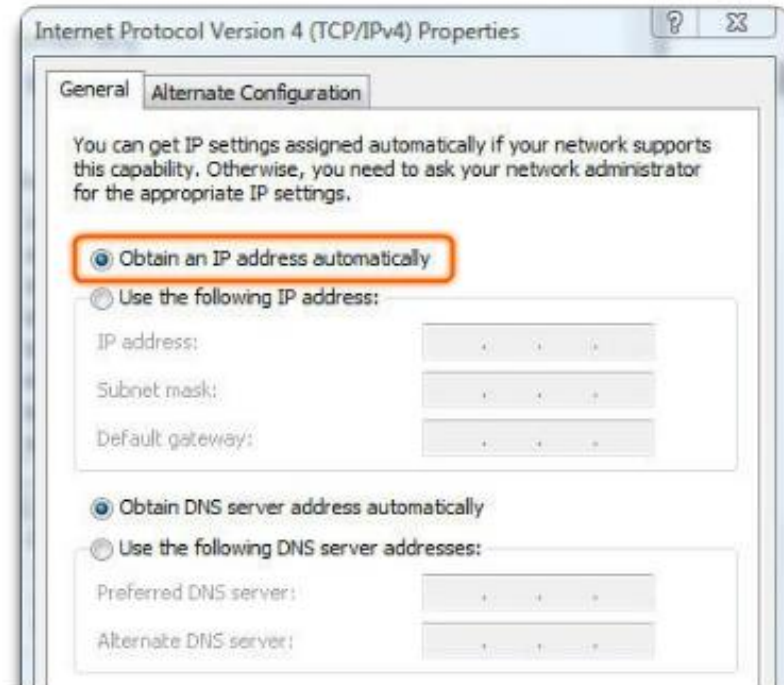 Internet Protocol Version 4 (TCP/IPv4) Properties
General
Alternate Configuration
You can get IP settings assigned automatically if your network supports
this capability. Otherwise, you need to ask your network administrator
for the appropriate IP settings.
Obtain an IP address automatically
Use the following IP address:
IP address:
Subnet mask:
Default gateway:
Obtain DNS server address automatically
Use the following DNS server addresses:
Preferred DNS server:
Alternate DNS server: